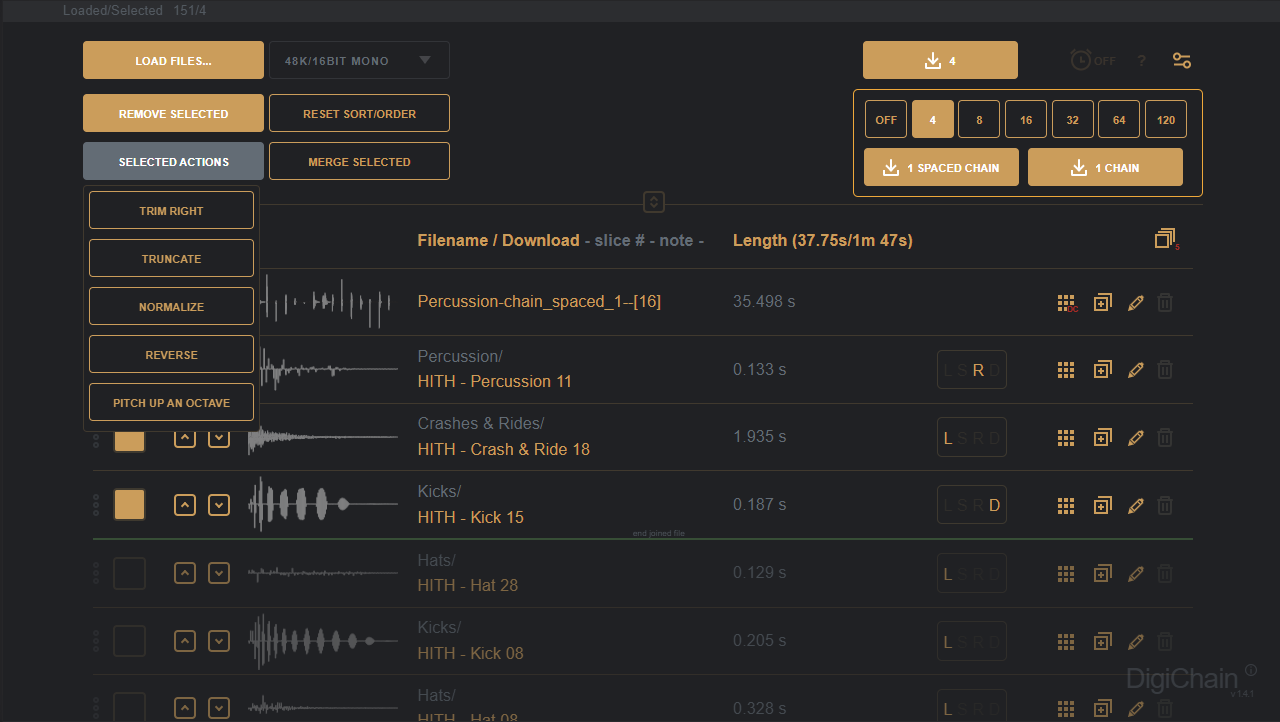 Loaded/Selected 151/4
LOAD FILES...
48K/16BIT MONO
4
OFF
?
REMOVE SELECTED
RESET SORT/ORDER
OFF 4 8 16 32 64 120
SELECTED ACTIONS
MERGE SELECTED
1 SPACED CHAIN
1 CHAIN
TRIM RIGHT
TRUNCATE
NORMALIZE
REVERSE
PITCH UP AN OCTAVE
Filename / Download - slice # - note -
Length (37.75s/1m 47s)
S
Percussion-chain_spaced_1--[16]
35.498 s
DC
Percussion/
HITH - Percussion 11
0.133 s
L S R D
Crashes & Rides/
HITH - Crash & Ride 18
1.935 s
L S R D
Kicks/
HITH - Kick 15
0.187 s
L S R D
end joined file
Hats/
HITH - Hat 28
0.129 s
L S R D
Kicks/
HITH - Kick 08
0.205 s
L S R D
Hats/
HITH - Hat 08
0.328 s
L S R D
DigiChain
v 1.4.1